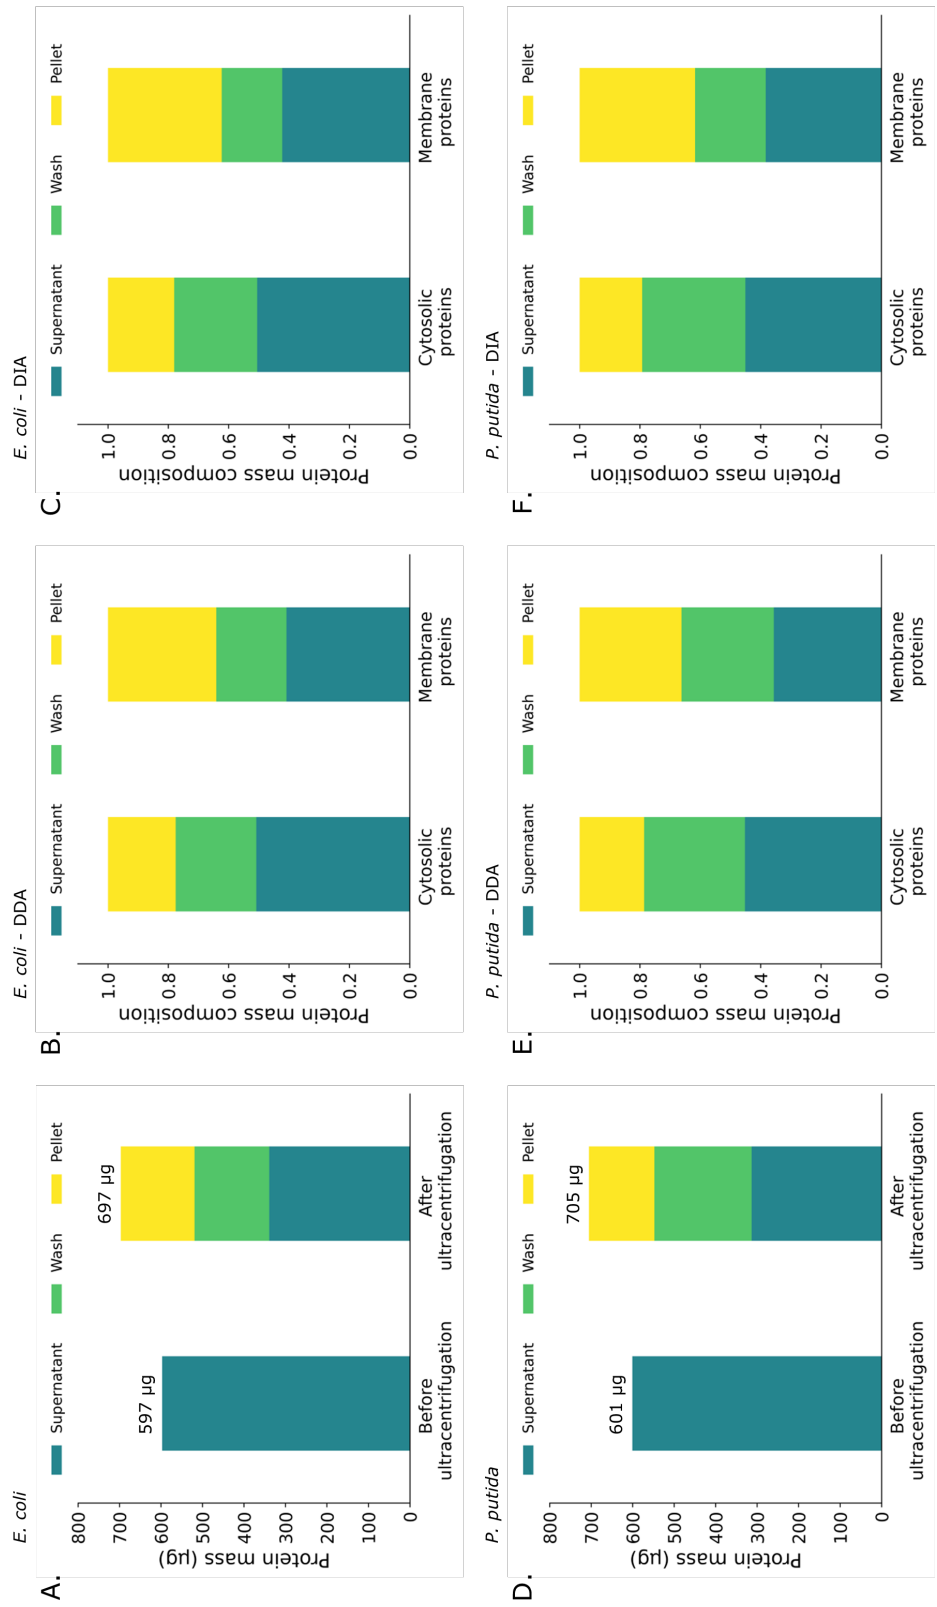 A.
E. coli
Supernatant Wash Pellet
Protein mass (µg)
800
700
600
500
400
300
200
100
0
597 µg
697 µg
Before
ultracentrifugation
After
ultracentrifugation
B.
E. coli - DDA
Supernatant Wash Pellet
Protein mass composition
1.0
0.8
0.6
0.4
0.2
0.0
Cytosolic
proteins
Membrane
proteins
C.
E. coli - DIA
Supernatant Wash Pellet
Protein mass composition
1.0
0.8
0.6
0.4
0.2
0.0
Cytosolic
proteins
Membrane
proteins
D.
P. putida
Supernatant Wash Pellet
Protein mass (µg)
800
700
600
500
400
300
200
100
0
601 µg
705 µg
Before
ultracentrifugation
After
ultracentrifugation
E.
P. putida - DDA
Supernatant Wash Pellet
Protein mass composition
1.0
0.8
0.6
0.4
0.2
0.0
Cytosolic
proteins
Membrane
proteins
F.
P. putida - DIA
Supernatant Wash Pellet
Protein mass composition
1.0
0.8
0.6
0.4
0.2
0.0
Cytosolic
proteins
Membrane
proteins